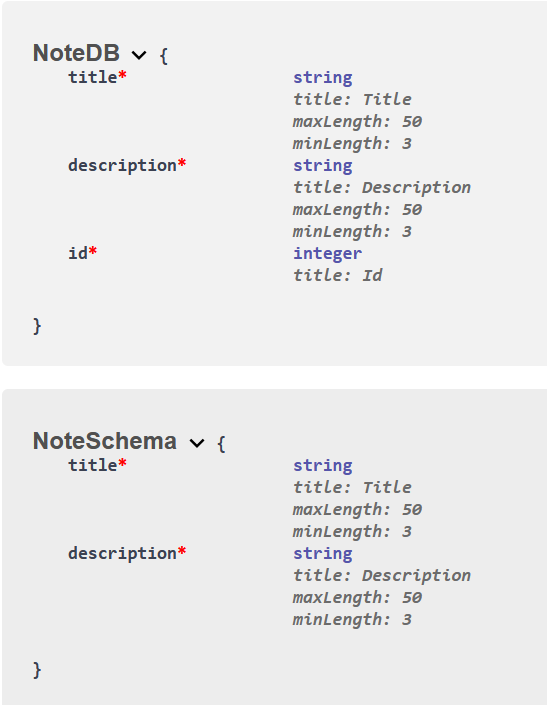 NoteDB {
title* string
title: Title
maxLength: 50
minLength: 3
description* string
title: Description
maxLength: 50
minLength: 3
id* integer
title: Id
}
NoteSchema {
title* string
title: Title
maxLength: 50
minLength: 3
description* string
title: Description
maxLength: 50
minLength: 3
}